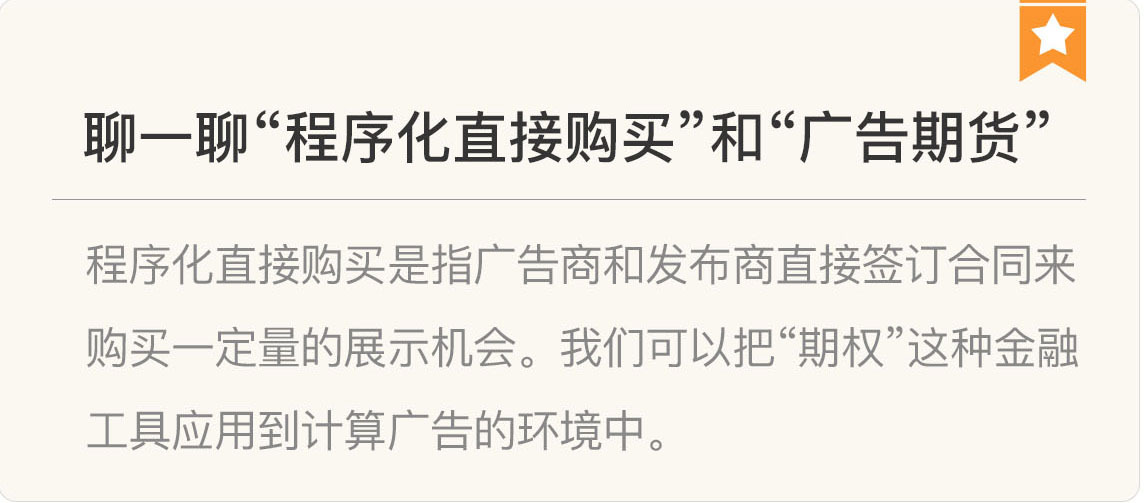 聊一聊“程序化直接购买”和“广告期货”
程序化直接购买是指广告商和发布商直接签订合同来
购买一定量的展示机会。我们可以把“期权”这种金融
工具应用到计算广告的环境中。